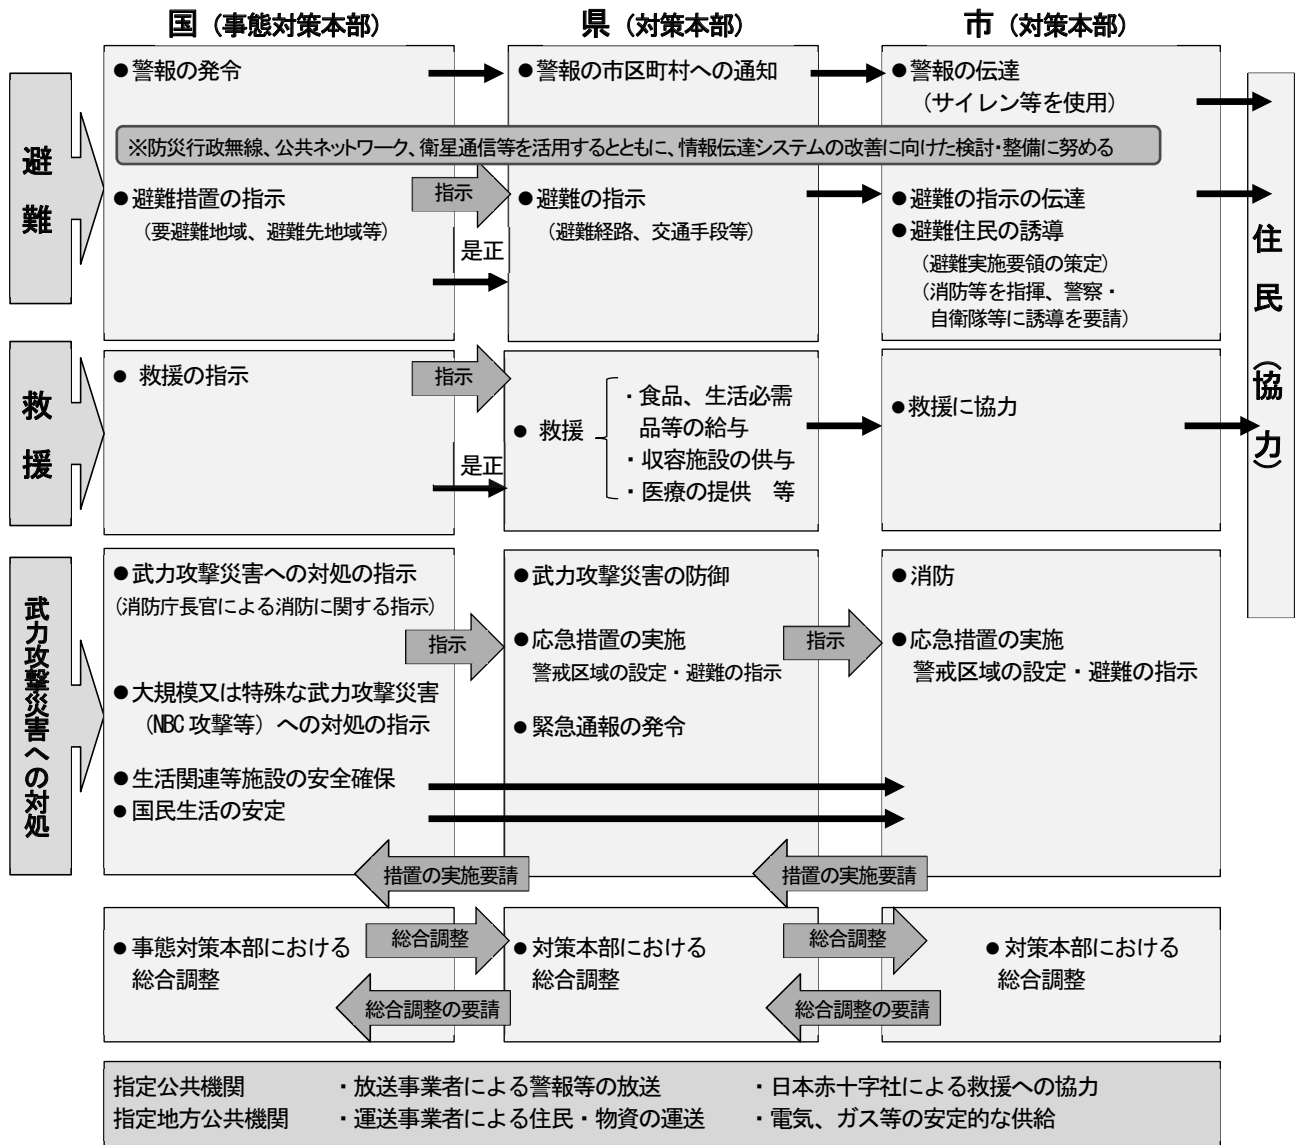 国（事態対策本部）
県（対策本部）
市（対策本部）
避難
●警報の発令
●警報の市区町村への通知
●警報の伝達
（サイレン等を使用）
※防災行政無線、公共ネットワーク、衛星通信等を活用するとともに、情報伝達システムの改善に向けた検討・整備に努める
●避難措置の指示
（要避難地域、避難先地域等）
指示
是正
●避難の指示
（避難経路、交通手段等）
●避難の指示の伝達
●避難住民の誘導
（避難実施要領の策定）
（消防等を指揮、警察・
自衛隊等に誘導を要請）
住民（協力）
救援
●救援の指示
指示
是正
●救援
・食品、生活必需
品等の給与
・収容施設の供与
・医療の提供　等
●救援に協力
武力攻撃災害への対処
●武力攻撃災害への対処の指示
（消防庁長官による消防に関する指示）
指示
●大規模又は特殊な武力攻撃災害
（NBC攻撃等）への対処の指示
●生活関連等施設の安全確保
●国民生活の安定
●武力攻撃災害の防御
●応急措置の実施
警戒区域の設定・避難の指示
●緊急通報の発令
指示
●消防
●応急措置の実施
警戒区域の設定・避難の指示
措置の実施要請
措置の実施要請
●事態対策本部における
総合調整
総合調整
総合調整の要請
●対策本部における
総合調整
総合調整
総合調整の要請
●対策本部における
総合調整
指定公共機関　・放送事業者による警報等の放送　・日本赤十字社による救援への協力
指定地方公共機関　・運送事業者による住民・物資の運送　・電気、ガス等の安定的な供給